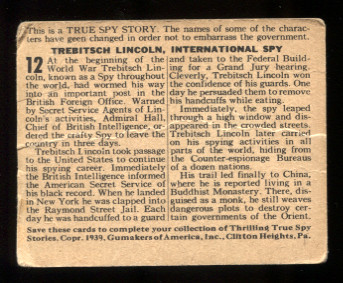 This is a TRUE SPY STORY. The names of some of the charac-
ters have geen changed in order not to embarrass the government.
TREBITSCH LINCOLN, INTERNATIONAL SPY
12 At the beginning of the
World War Trebitsch Lin-
coln, known as a Spy throughout
the world, had wormed his way
into an important post in the
British Foreign Office. Warned
by Secret Service Agents of Lin-
coln's activities, Admiral Hall,
Chief of British Intelligence, or-
dered the crafty Spy to leave the
country in three days.
Trebitsch Lincoln took passage
to the United States to continue
his spying career. Immediately
the British Intelligence informed
the American Secret Service of
his black record. When he landed
in New York he was clapped into
the Raymond Street Jail. Each
day he was handcuffed to a guard
and taken to the Federal Build-
ing for a Grand Jury hearing.
Cleverly, Trebitsch Lincoln won
the confidence of his guards. One
day he persuaded them to remove
his handcuffs while eating.
Immediately, the spy leaped
through a high window and dis-
appeared in the crowded streets.
Trebitsch Lincoln later carried
on his spying activities in all
parts of the world, hiding from
the Counter-espionage Bureaus
of a dozen nations.
His trail led finally to China,
where he is reported living in a
Buddhist Monastery. There, dis-
guised as a monk, he still weaves
dangerous plots to destroy cer-
tain governments of the Orient.
Save these cards to complete your collection of Thrilling True Spy
Stories. Copr. 1939, Gumakers of America, Inc., Clifton Heights, Pa.